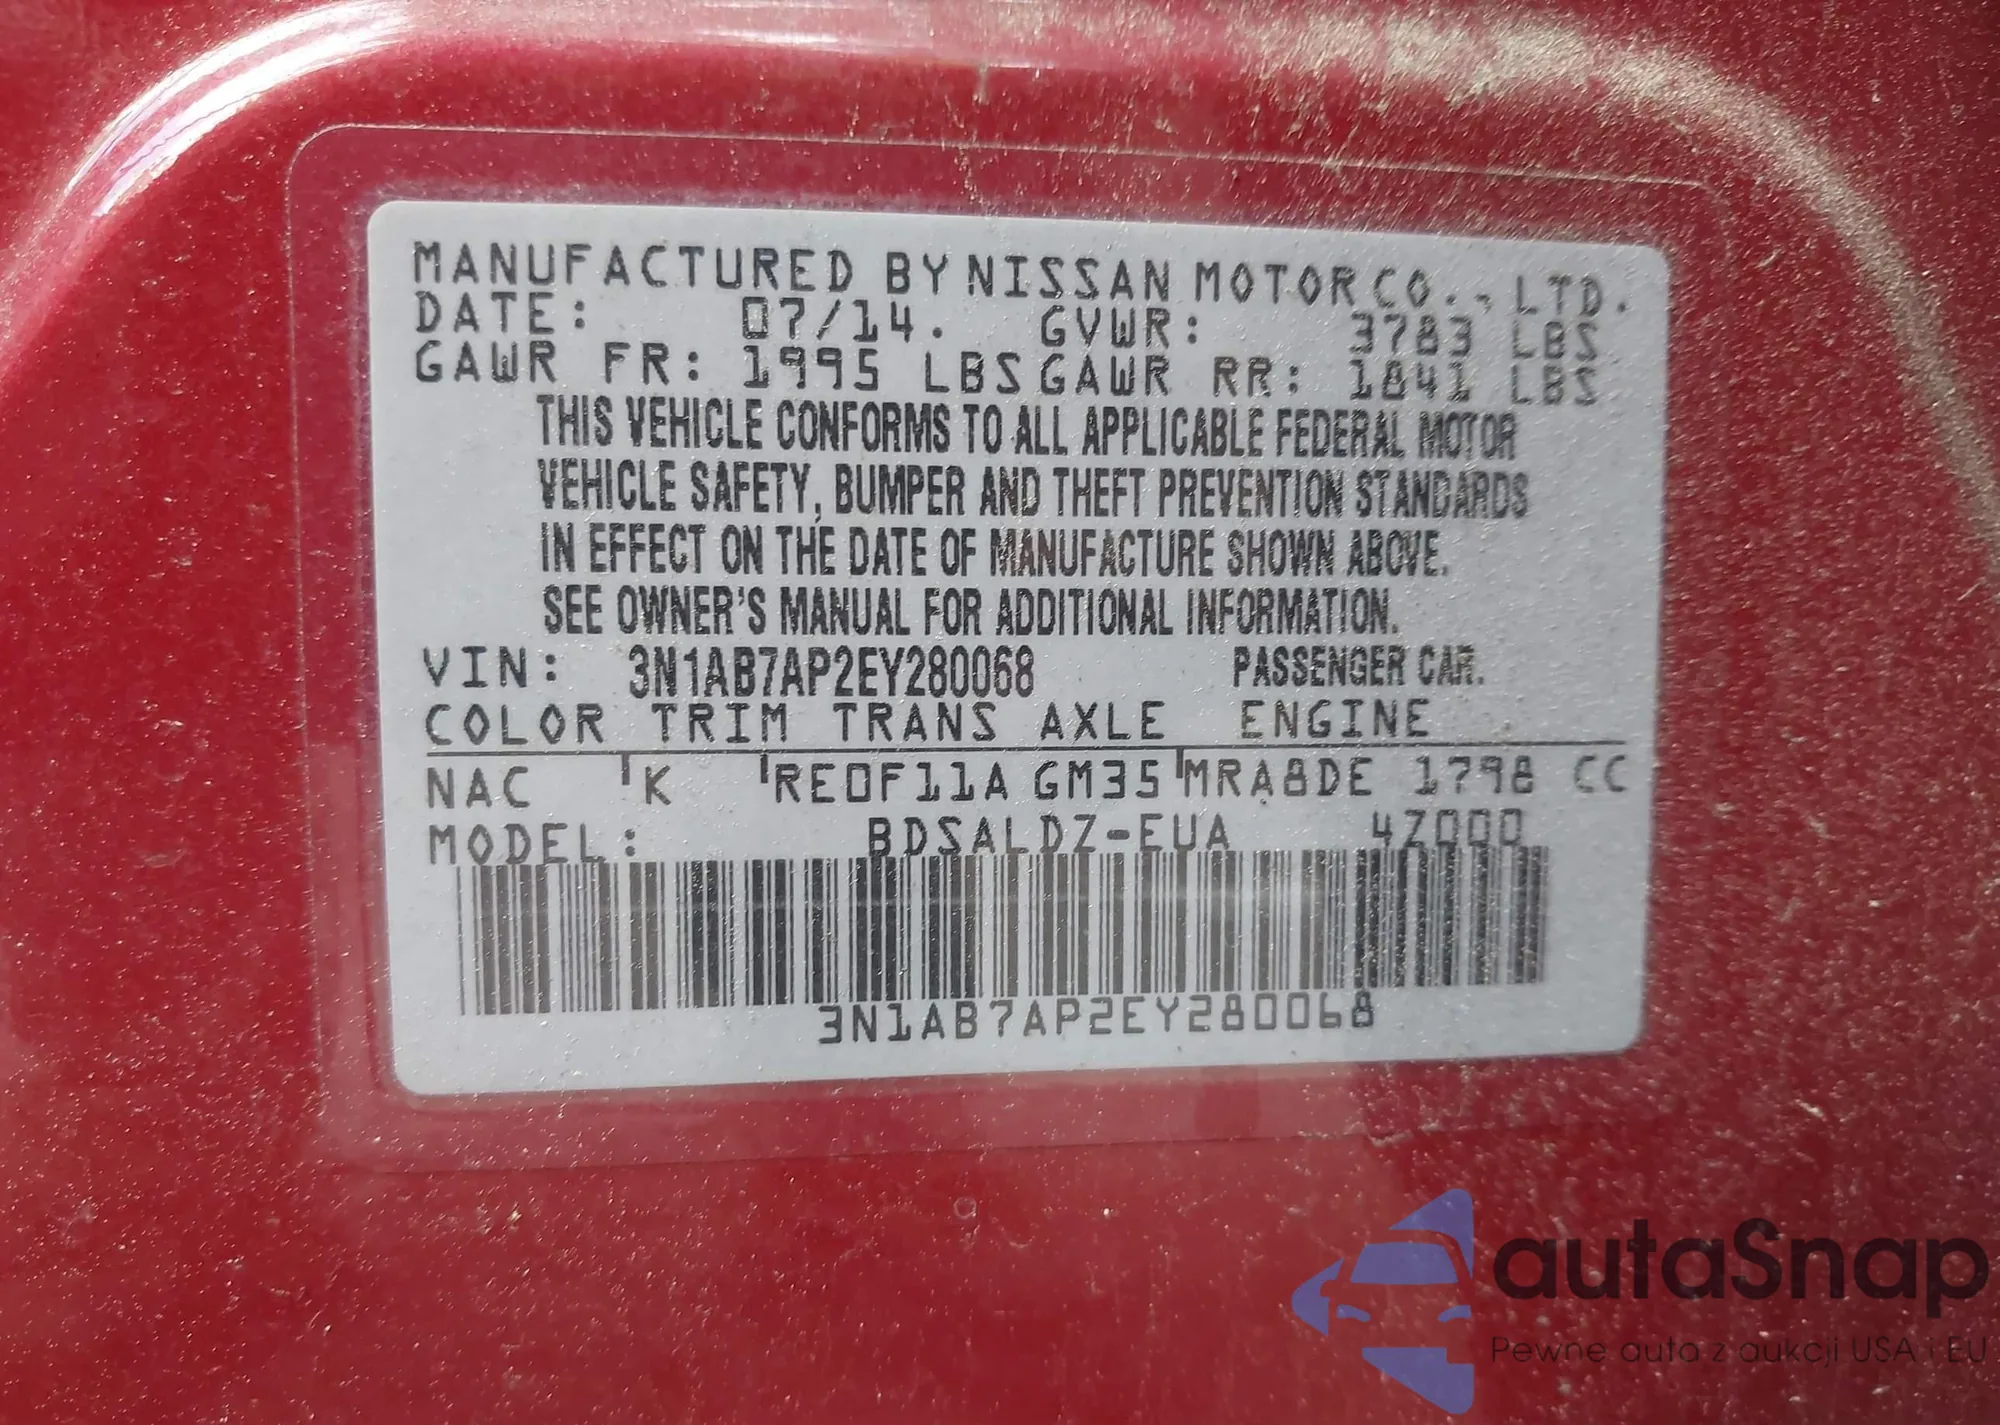 MANUFACTURED BY NISSAN MOTOR CO., LTD.
DATE: 07/14. GVWR: 3783 LBS
GAWR FR: 1995 LBS GAWR RR: 1841 LBS
THIS VEHICLE CONFORMS TO ALL APPLICABLE FEDERAL MOTOR
VEHICLE SAFETY, BUMPER AND THEFT PREVENTION STANDARDS
IN EFFECT ON THE DATE OF MANUFACTURE SHOWN ABOVE.
SEE OWNER'S MANUAL FOR ADDITIONAL INFORMATION.
VIN: 3N1AB7AP2EY280068 PASSENGER CAR.
COLOR TRIM TRANS AXLE ENGINE
NAC K RE0F11A GM35 MRA8DE 1798 CC
MODEL: BDSALDZ-EUA 4Z000
3N1AB7AP2EY280068
autaSnap
Pewne auta z aukcji USA i EU